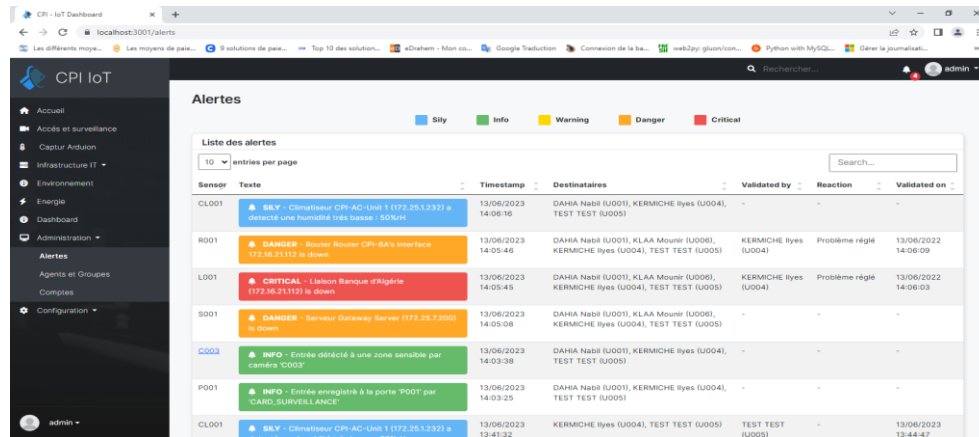 CPI - IoT Dashboard
localhost:3001/alerts
Les différents moye... Les moyens de paie... 9 solutions de paie... Top 10 des solution... eDrahem - Mon co... Google Traduction Connexion de la ba... web2py: gluon/con... Python with MySQL... Gérer la journalisati...
CPI IoT
Rechercher...
4
admin
Accueil
Accés et surveillance
Captur Arduion
Infrastructure IT
Environnement
Energie
Dashboard
Administration
Alertes
Agents et Groupes
Comptes
Configuration
admin
Alertes
Sily Info Warning Danger Critical
Liste des alertes
10 entries per page
Search...
Sensor Texte Timestamp Destinataires Validated by Reaction Validated on
CL001 SILY - Climatiseur CPI-AC-Unit 1 (172.25.1.232) a 13/06/2023 DAHIA Nabil (U001), KERMICHE Ilyes (U004), - - -
detecté une humidité trés basse : 50%rH 14:06:16 TEST TEST (U005)
R001 DANGER - Router Router CPI-BA's interface 13/06/2023 DAHIA Nabil (U001), KLAA Mounir (U006), KERMICHE Ilyes Problème réglé 13/06/2022
172.16.21.112 is down 14:05:46 KERMICHE Ilyes (U004), TEST TEST (U005) (U004) 14:06:09
L001 CRITICAL - Liaison Banque d'Algérie 13/06/2023 DAHIA Nabil (U001), KLAA Mounir (U006), KERMICHE Ilyes Problème réglé 13/06/2022
(172.16.21.112) is down 14:05:45 KERMICHE Ilyes (U004), TEST TEST (U005) (U004) 14:06:03
S001 DANGER - Serveur Gateway Server (172.25.7.200) 13/06/2023 DAHIA Nabil (U001), KLAA Mounir (U006), - - -
is down 14:05:08 KERMICHE Ilyes (U004), TEST TEST (U005)
C003 INFO - Entrée détécté à une zone sensible par 13/06/2023 DAHIA Nabil (U001), KERMICHE Ilyes (U004), - - -
caméra 'C003' 14:03:38 TEST TEST (U005)
P001 INFO - Entrée enregistrè à la porte 'P001' par 13/06/2023 DAHIA Nabil (U001), KERMICHE Ilyes (U004), - - -
'CARD_SURVEILLANCE' 14:03:25 TEST TEST (U005)
CL001 SILY - Climatiseur CPI-AC-Unit 1 (172.25.1.232) a 13/06/2023 KERMICHE Ilyes (U004), TEST TEST (U005) TEST TEST - 13/06/2023
13:41:32 (U005) 13:44:47